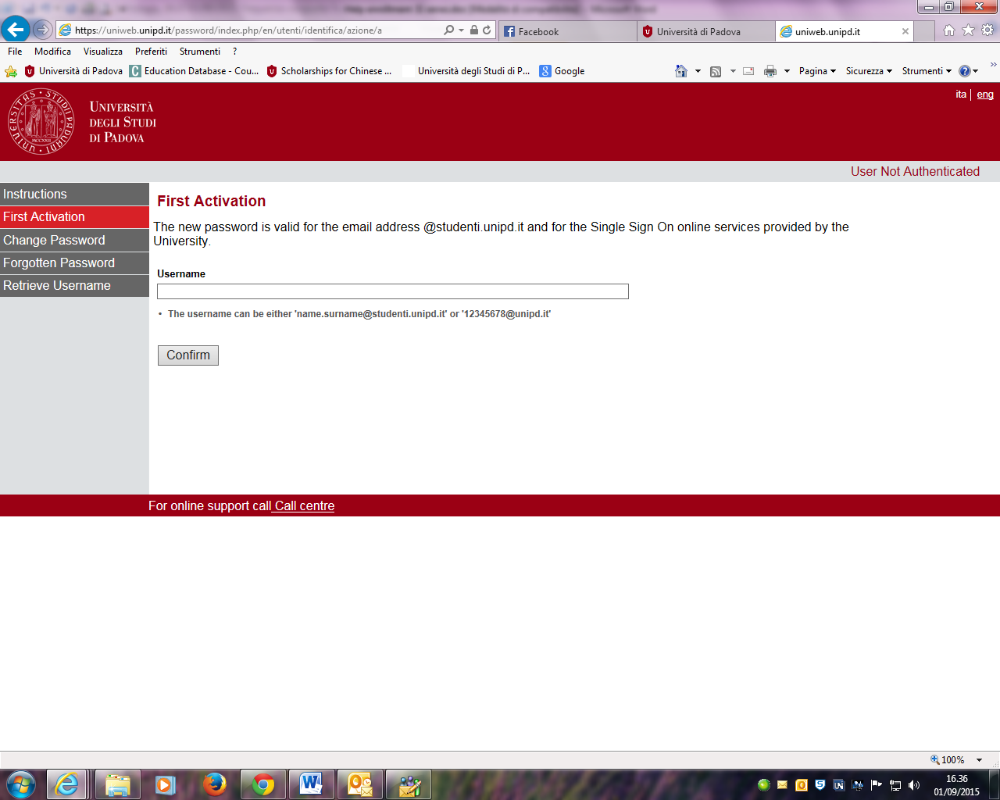 https://uniweb.unipd.it/password/index.php/en/utenti/identifica/azione/a
Facebook
Università di Padova
uniweb.unipd.it
File Modifica Visualizza Preferiti Strumenti ?
Università di Padova Education Database - Cou... Scholarships for Chinese ... Università degli Studi di P... Google Pagina Sicurezza Strumenti
ita eng
UNIVERSITÀ
DEGLI STUDI
DI PADOVA
User Not Authenticated
Instructions
First Activation
Change Password
Forgotten Password
Retrieve Username
First Activation
The new password is valid for the email address @studenti.unipd.it and for the Single Sign On online services provided by the
University.
Username
The username can be either 'name.surname@studenti.unipd.it' or '12345678@unipd.it'
Confirm
For online support call Call centre
100%
16.36
01/09/2015